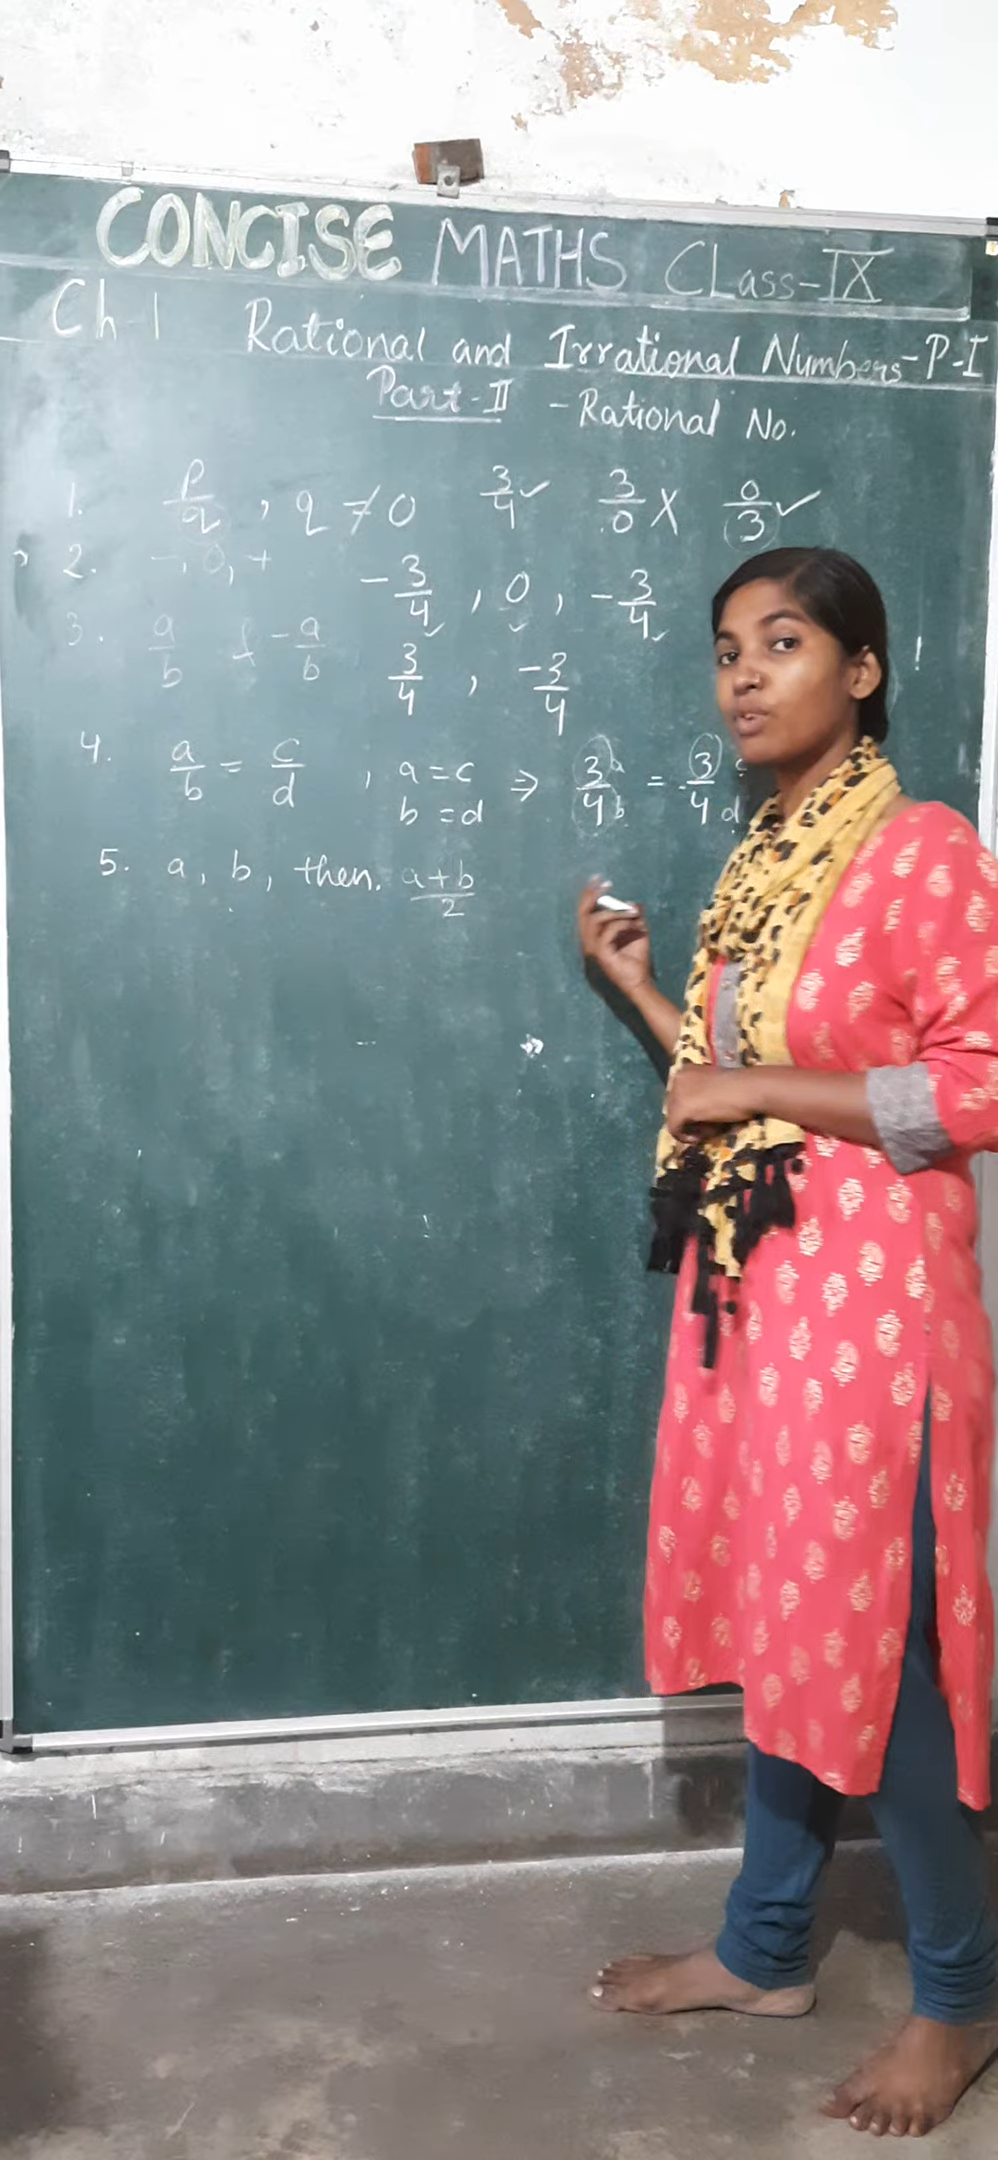 CONCISE MATHS CLass-IX
Ch-1 Rational and Irrational Numbers-P-I
Part-II - Rational No.
1. p/q, q ≠ 0 3/4 ✓ 3/0 X 0/3 ✓
2. -, 0, + -3/4 ✓, 0 ✓, -3/4 ✓
3. a/b & -a/b 3/4, -3/4
4. a/b = c/d, a = c b = d ⇒ 3/4 a b = 3/4 c d
5. a, b, then. a+b/2